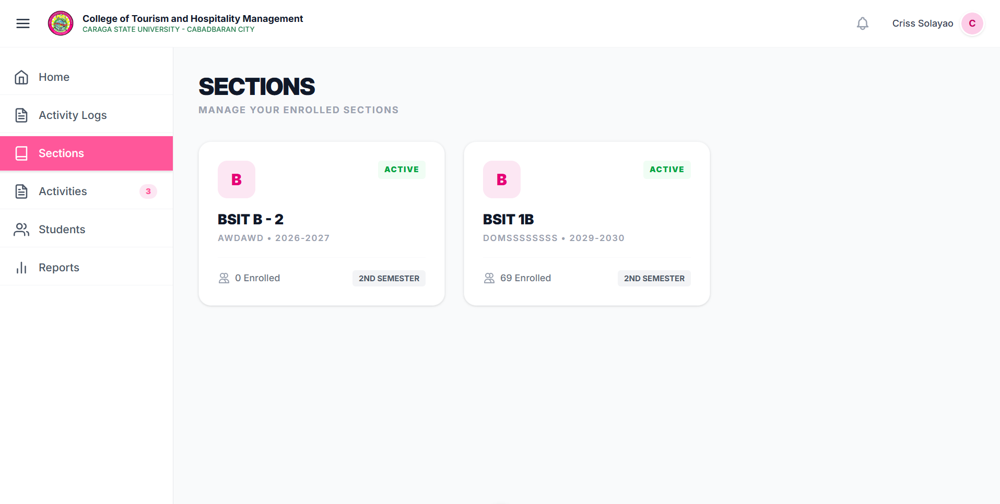 College of Tourism and Hospitality Management
CARAGA STATE UNIVERSITY - CABADBARAN CITY
Criss Solayao
C
Home
Activity Logs
Sections
Activities
3
Students
Reports
SECTIONS
MANAGE YOUR ENROLLED SECTIONS
B
ACTIVE
BSIT B - 2
AWDAWD • 2026-2027
0 Enrolled
2ND SEMESTER
B
ACTIVE
BSIT 1B
DOMSSSSSSSS • 2029-2030
69 Enrolled
2ND SEMESTER